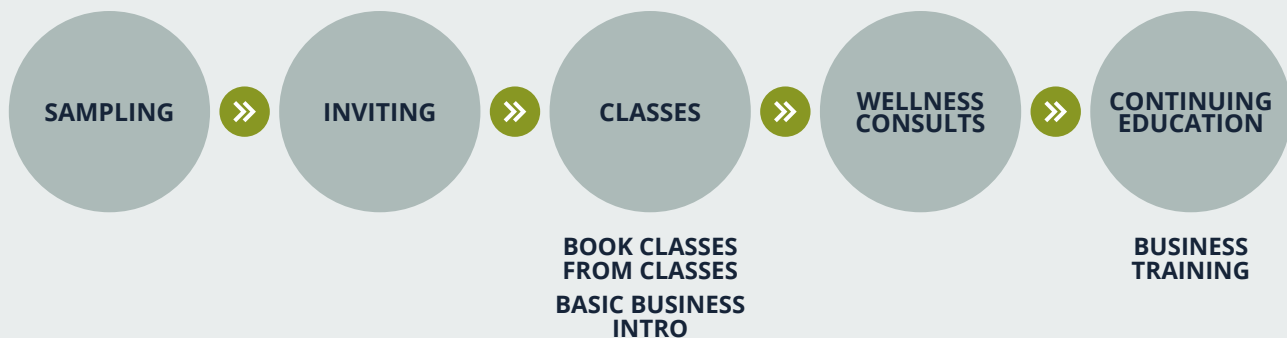 SAMPLING
INVITING
CLASSES
WELLNESS
CONSULTS
CONTINUING
EDUCATION
BOOK CLASSES
FROM CLASSES
BASIC BUSINESS
INTRO
BUSINESS
TRAINING